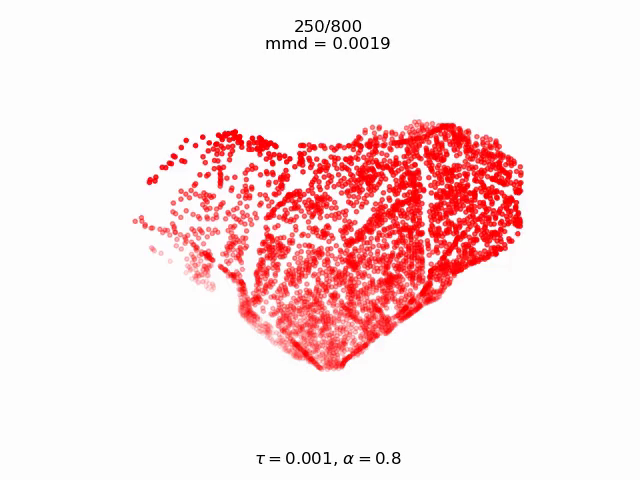 250/800
mmd = 0.0019
τ = 0.001, α = 0.8